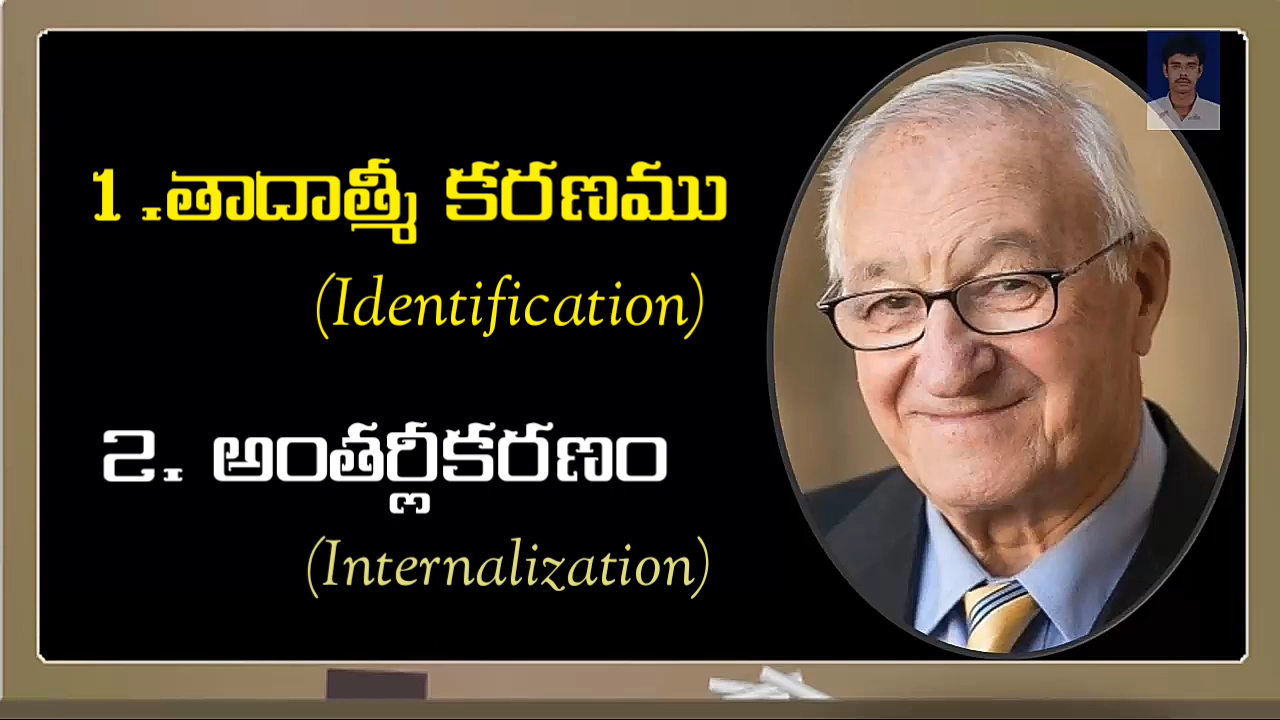 1.తాదాత్మీ కరణము
(Identification)
2. అంతర్లీకరణం
(Internalization)